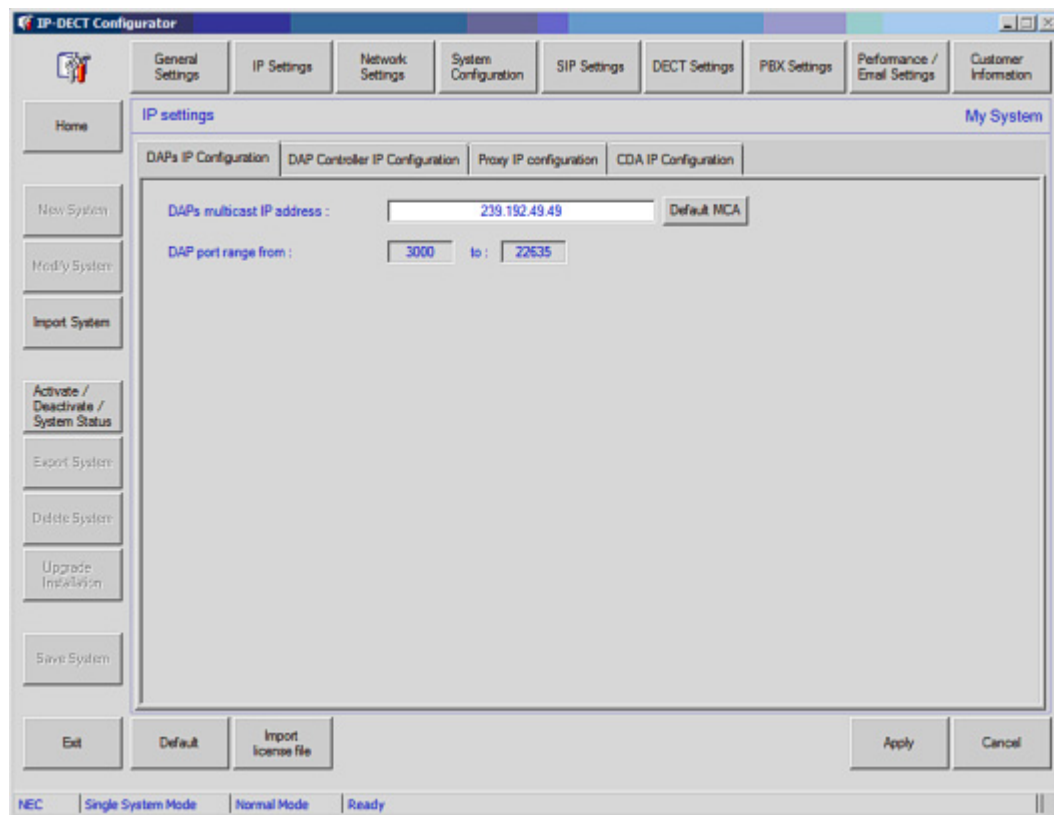 IP-DECT Configurator
General Settings
IP Settings
Network Settings
System Configuration
SIP Settings
DECT Settings
PBX Settings
Performance / Email Settings
Customer Information
Home
IP settings
My System
DAPs IP Configuration
DAP Controller IP Configuration
Proxy IP configuration
CDA IP Configuration
New System
DAPs multicast IP address :
239.192.49.49
Default MCA
DAP port range from :
3000
to :
22635
Modify System
Import System
Activate /
Deactivate /
System Status
Export System
Delete System
Upgrade
Installation
Save System
Exit
Default
Import
license file
Apply
Cancel
NEC
Single System Mode
Normal Mode
Ready